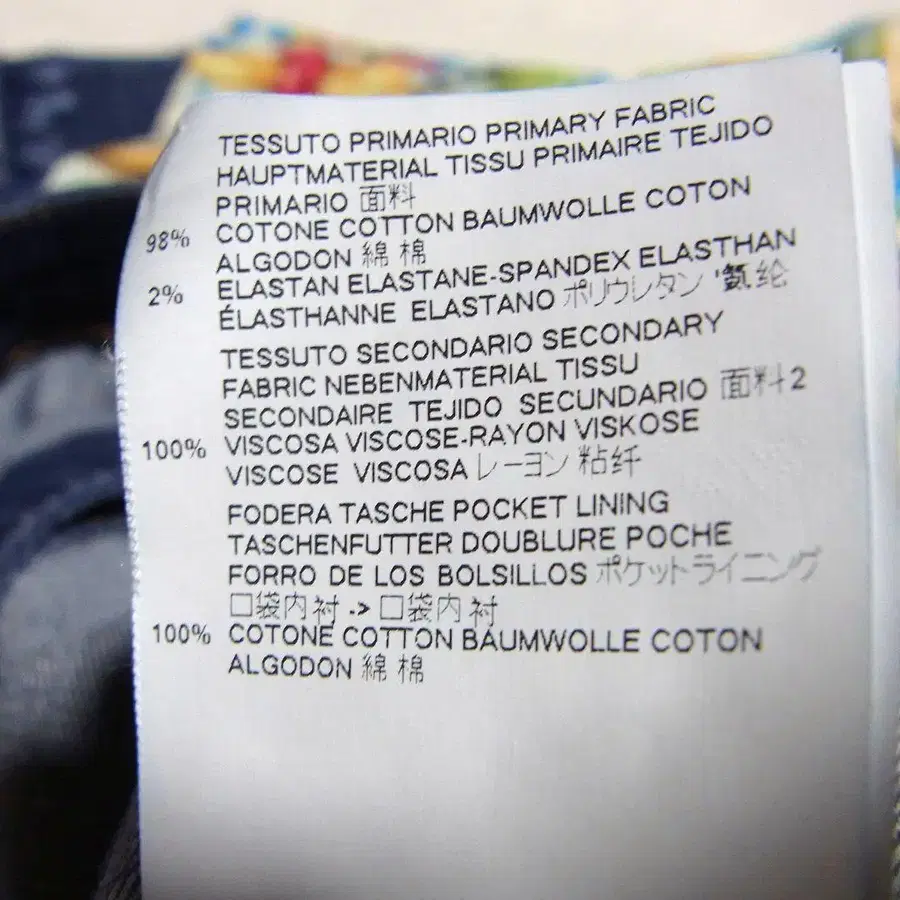 TESSUTO PRIMARIO PRIMARY FABRIC
HAUPTMATERIAL TISSU PRIMAIRE TEJIDO
PRIMARIO 面料
98% COTONE COTTON BAUMWOLLE COTON
ALGODON 綿 棉
2% ELASTAN ELASTANE-SPANDEX ELASTHAN
ÉLASTHANNE ELASTANO ポリウレタン '氨纶
TESSUTO SECONDARIO SECONDARY
FABRIC NEBENMATERIAL TISSU
SECONDAIRE TEJIDO SECUNDARIO 面料2
100% VISCOSA VISCOSE-RAYON VISKOSE
VISCOSE VISCOSA レーヨン 粘纤
FODERA TASCHE POCKET LINING
TASCHENFUTTER DOUBLURE POCHE
FORRO DE LOS BOLSILLOS ポケットライニング
口袋内衬 -> 口袋内衬
100% COTONE COTTON BAUMWOLLE COTON
ALGODON 綿 棉